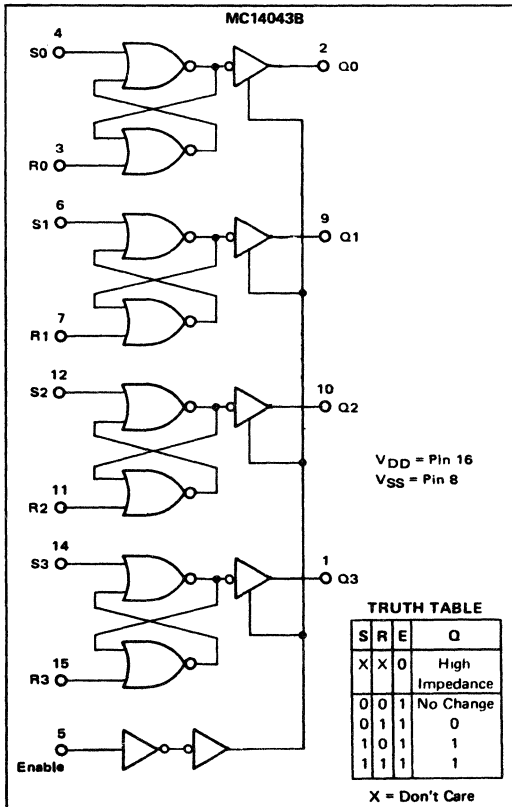 MC14043B
4
S0
2
Q0
3
R0
6
S1
9
Q1
7
R1
12
S2
10
Q2
11
R2
VDD = Pin 16
VSS = Pin 8
14
S3
1
Q3
15
R3
5
Enable
TRUTH TABLE
S R E Q
X X 0 High Impedance
0 0 1 No Change
0 1 1 0
1 0 1 1
1 1 1 1
X = Don't Care